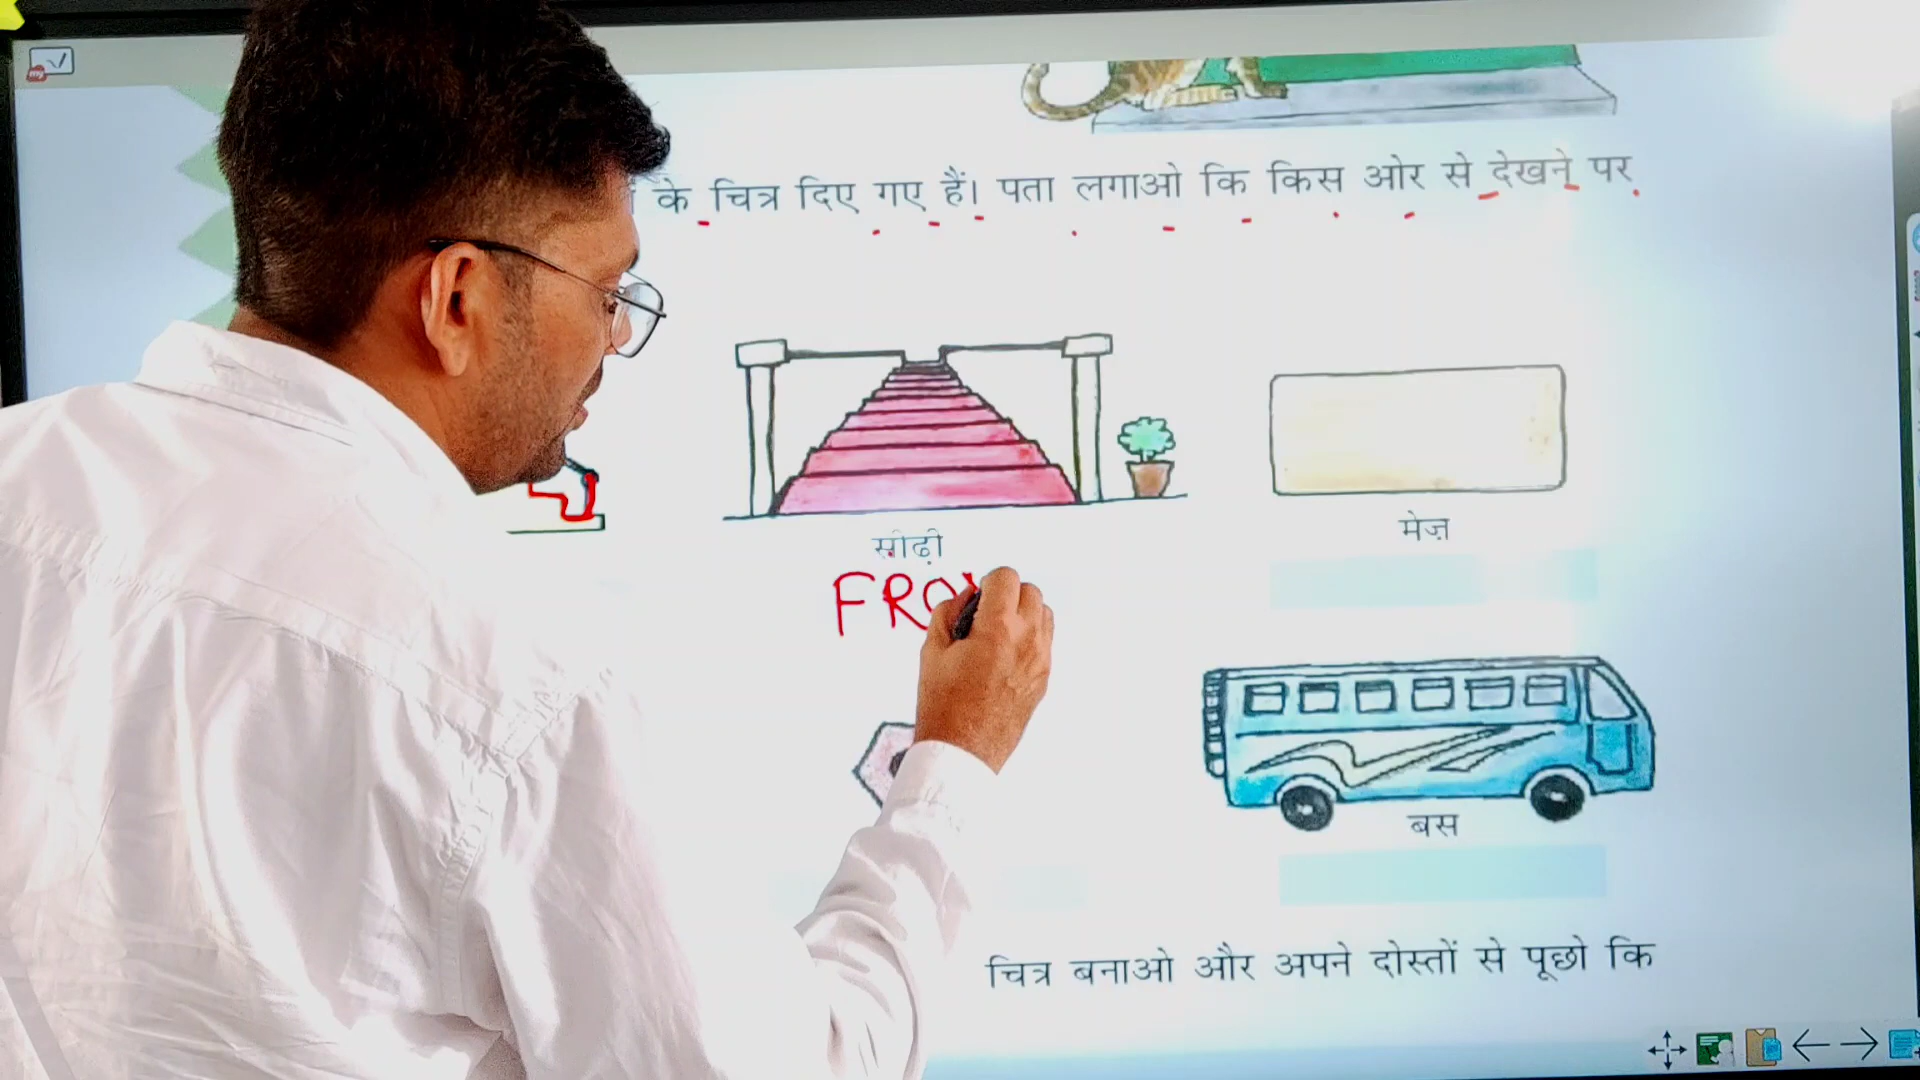 के चित्र दिए गए हैं। पता लगाओ कि किस ओर से देखने पर
सीढ़ी
मेज़
FRO
बस
चित्र बनाओ और अपने दोस्तों से पूछो कि